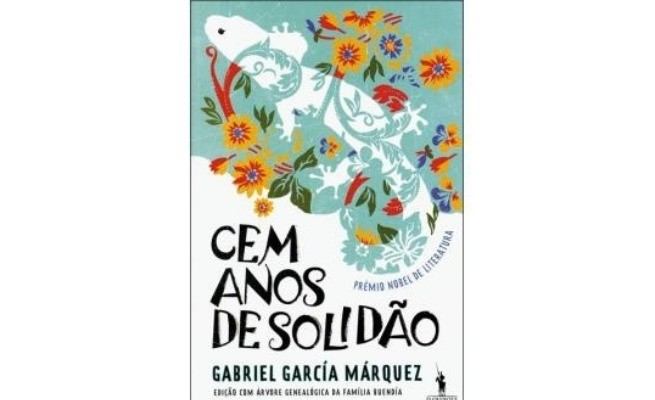 CEM
ANOS
DE SOLIDÃO
PRÉMIO NOBEL DE LITERATURA
GABRIEL GARCÍA MÁRQUEZ
EDIÇÃO COM ÁRVORE GENEALÓGICA DA FAMÍLIA BUENDÍA